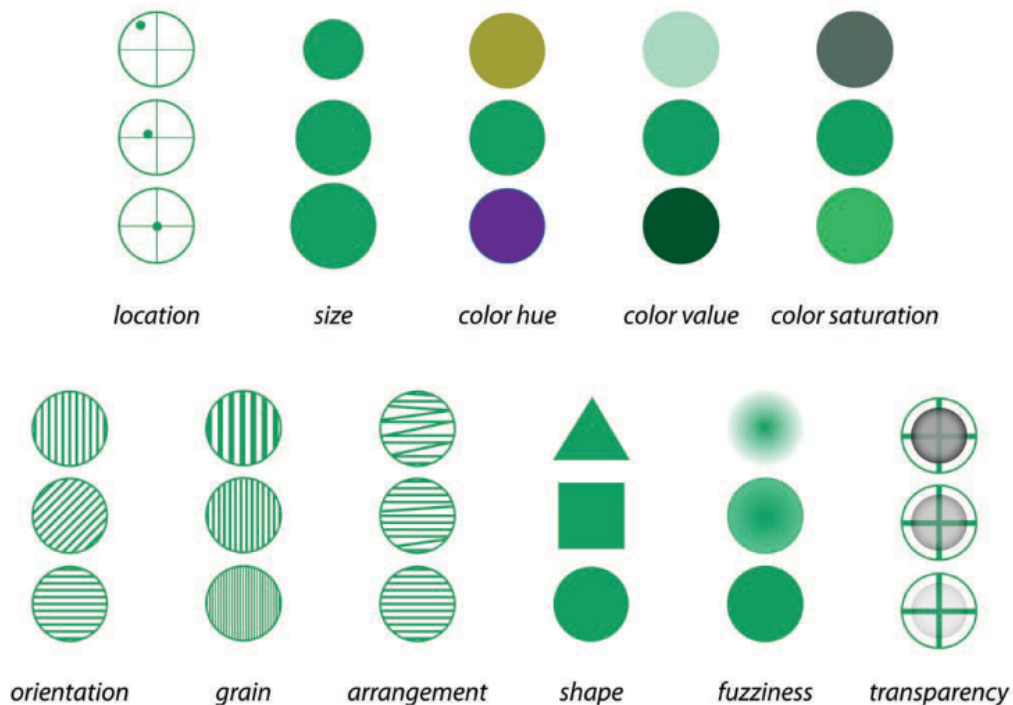 location size color hue color value color saturation
orientation grain arrangement shape fuzziness transparency